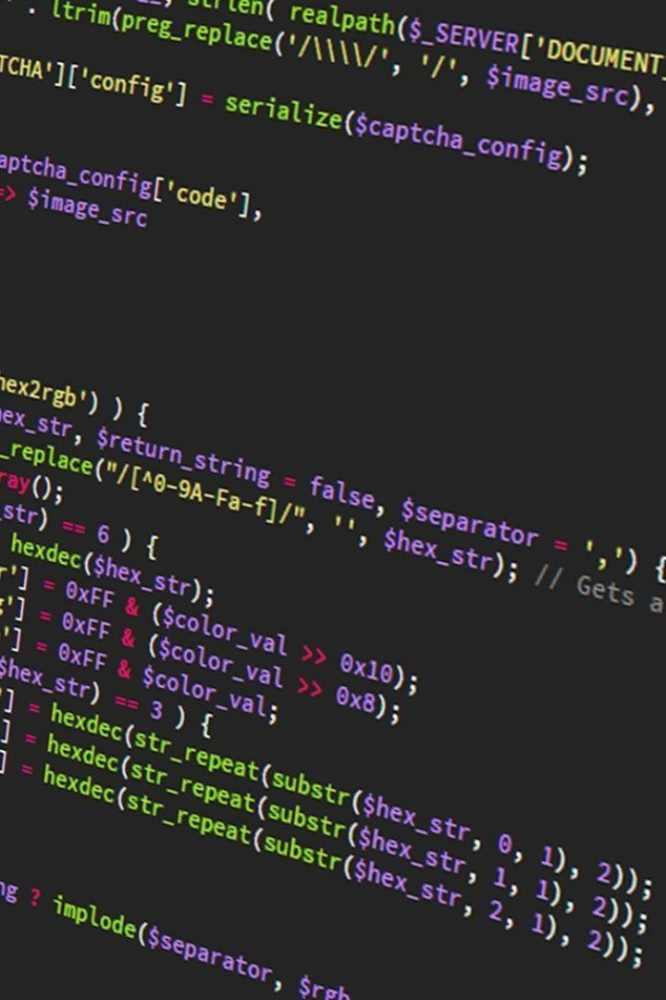 strlen( realpath($_SERVER['DOCUMENT_
. ltrim(preg_replace('/\\\\/', '/', $image_src),
TCHA']['config'] = serialize($captcha_config);
aptcha_config['code'],
=> $image_src
hex2rgb') ) {
hex_str, $return_string = false, $separator = ',') {
_replace("/[^0-9A-Fa-f]/", '', $hex_str); // Gets a
ray();
_str) == 6 ) {
hexdec($hex_str);
r'] = 0xFF & ($color_val >> 0x10);
g'] = 0xFF & ($color_val >> 0x8);
'] = 0xFF & $color_val;
$hex_str) == 3 ) {
'] = hexdec(str_repeat(substr($hex_str, 0, 1), 2));
] = hexdec(str_repeat(substr($hex_str, 1, 1), 2));
] = hexdec(str_repeat(substr($hex_str, 2, 1), 2));
ng ? implode($separator, $rgb